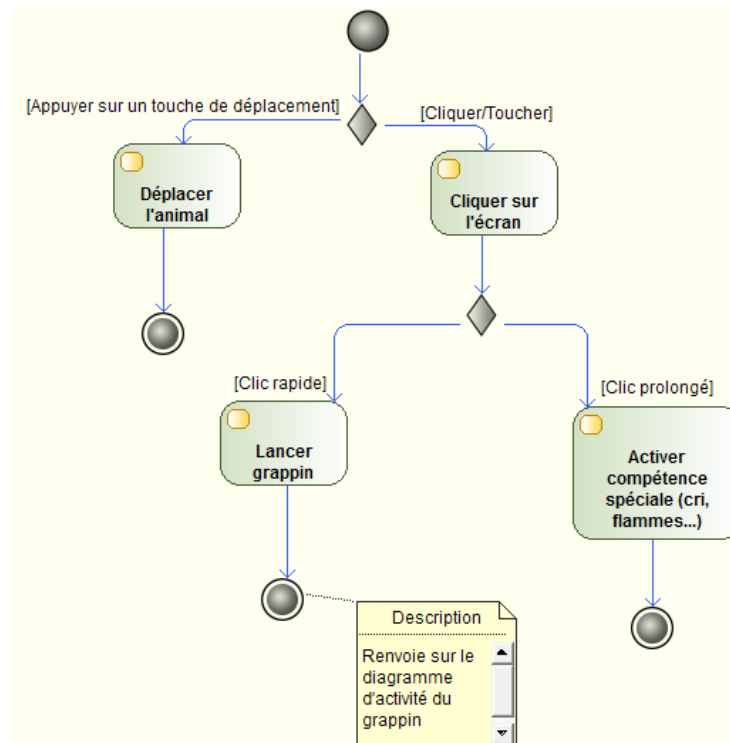 [Appuyer sur un touche de déplacement]
[Cliquer/Toucher]
Déplacer
l'animal
Cliquer sur
l'écran
[Clic rapide]
[Clic prolongé]
Lancer
grappin
Activer
compétence
spéciale (cri,
flammes...)
Description
Renvoie sur le
diagramme
d'activité du
grappin